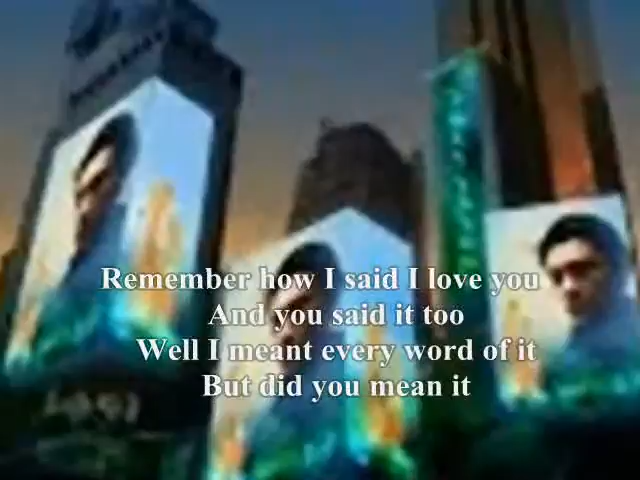 Remember how I said I love you
And you said it too
Well I meant every word of it
But did you mean it